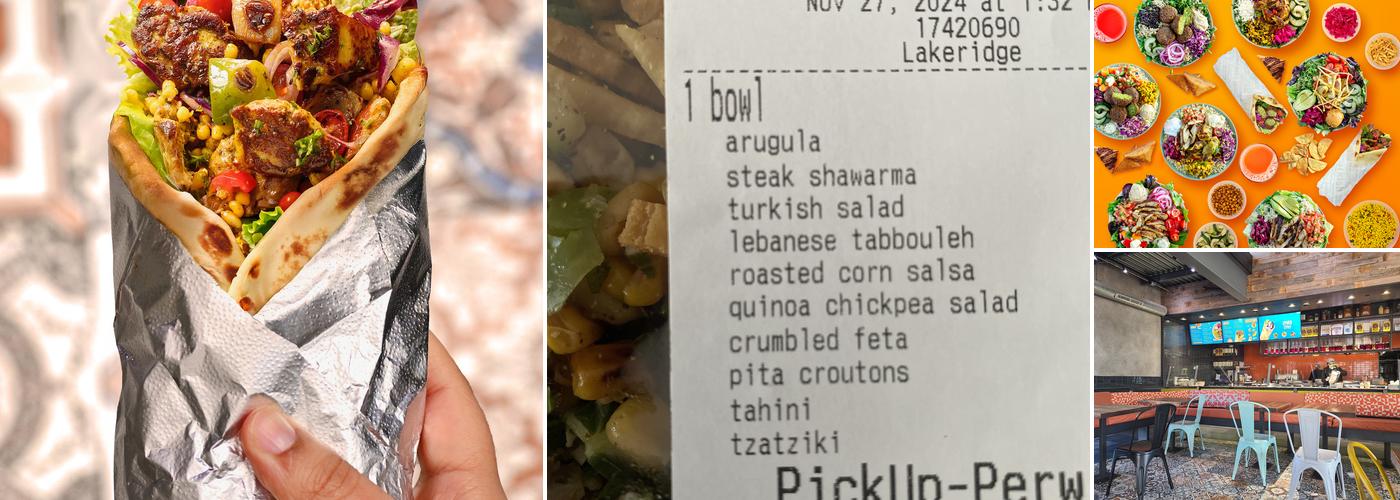 Nov 27, 2024 at 1:32
17420690
Lakeridge
1 bowl
arugula
steak shawarma
turkish salad
lebanese tabbouleh
roasted corn salsa
quinoa chickpea salad
crumbled feta
pita croutons
tahini
tzatziki
PickUp-Perw